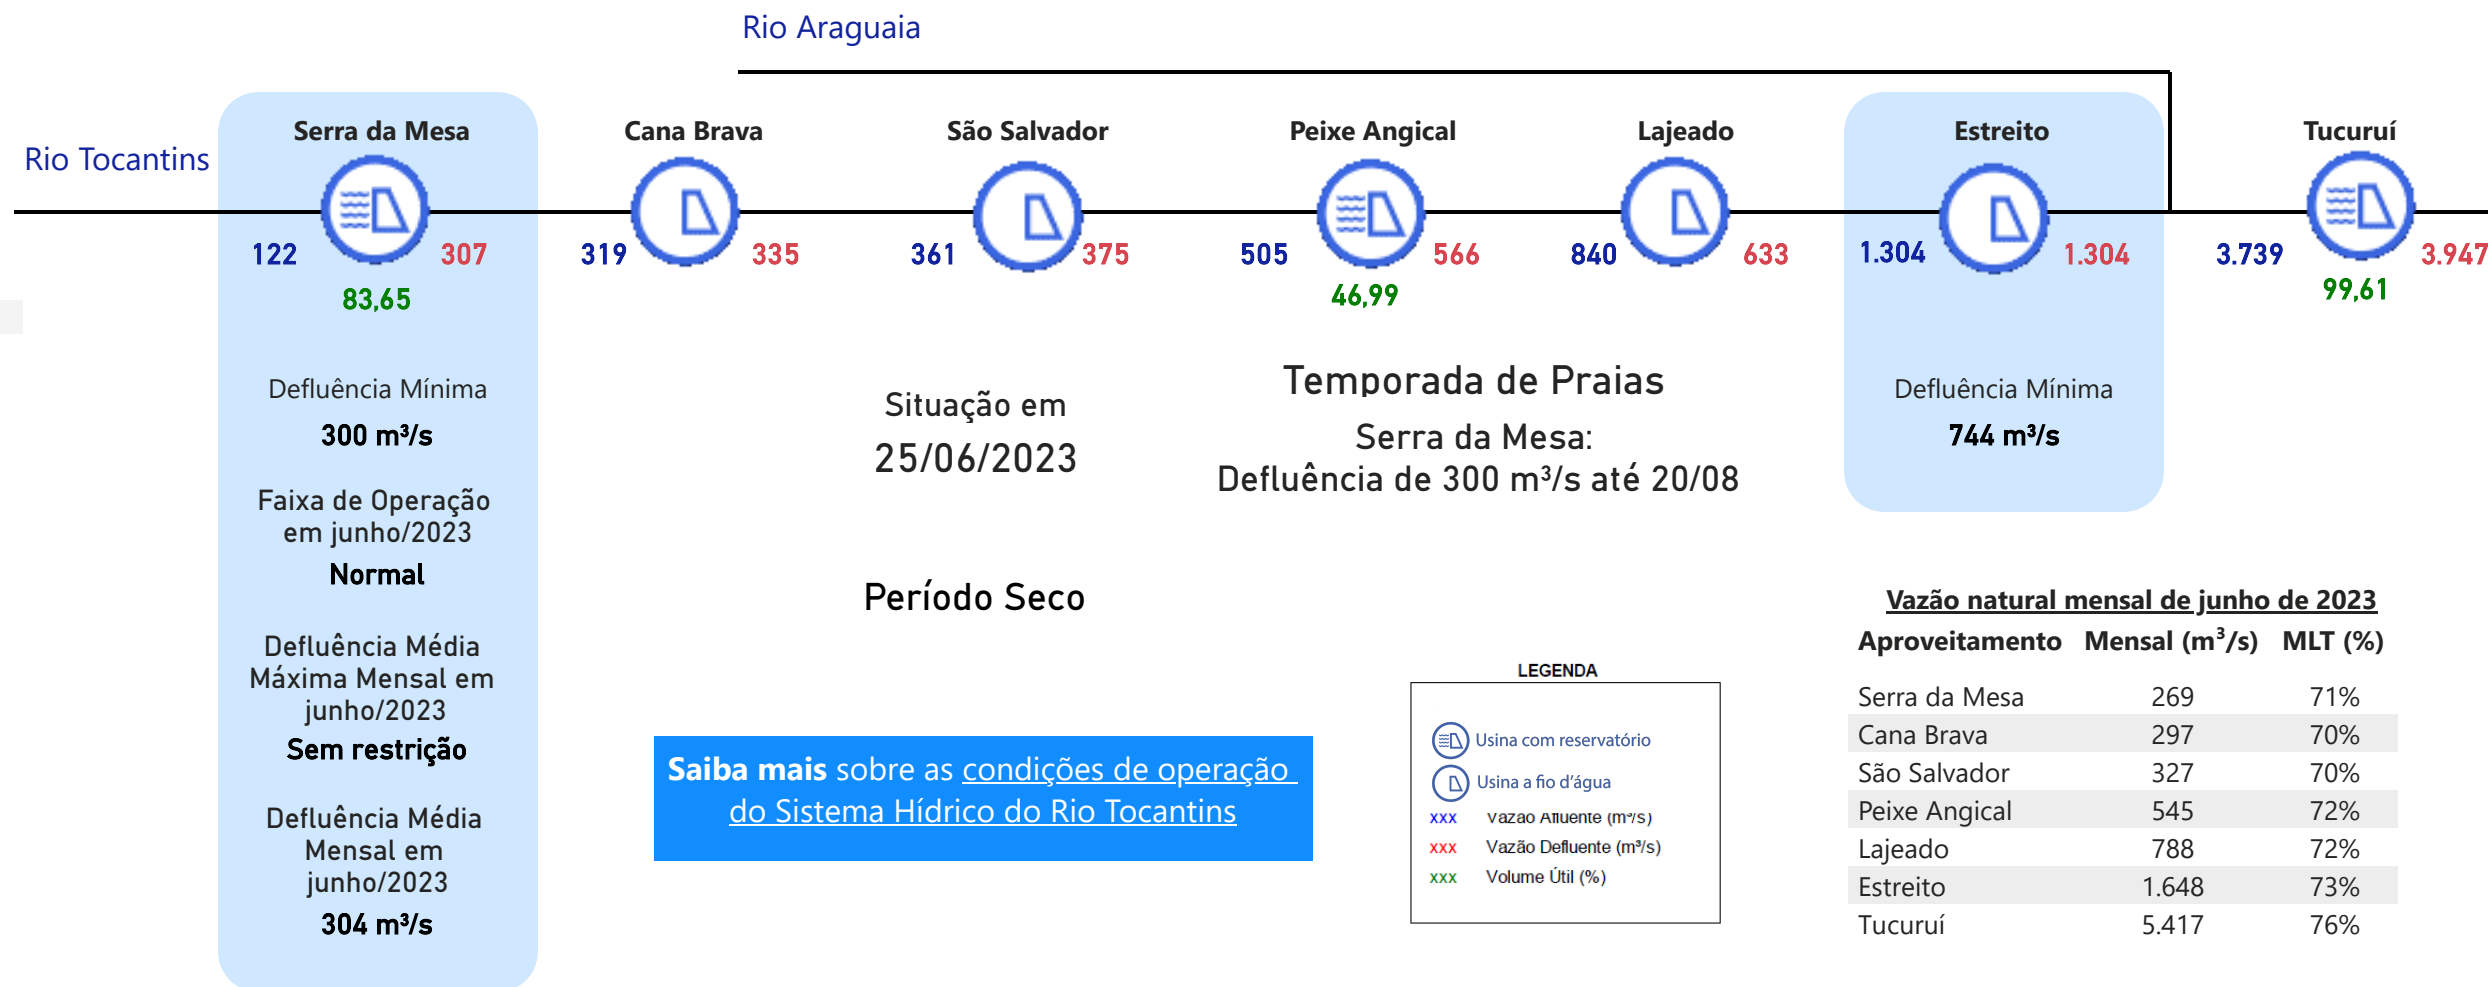 Rio Araguaia
Rio Tocantins
Serra da Mesa
Cana Brava
São Salvador
Peixe Angical
Lajeado
Estreito
Tucuruí
122 307
319 335
361 375
505 566
840 633
1.304 1.304
3.739 3.947
83,65
46,99
99,61
Defluência Mínima
300 m³/s
Faixa de Operação
em junho/2023
Normal
Defluência Média
Máxima Mensal em
junho/2023
Sem restrição
Defluência Média
Mensal em
junho/2023
304 m³/s
Situação em
25/06/2023
Período Seco
Temporada de Praias
Serra da Mesa:
Defluência de 300 m³/s até 20/08
Defluência Mínima
744 m³/s
Saiba mais sobre as condições de operação
do Sistema Hídrico do Rio Tocantins
LEGENDA
Usina com reservatório
Usina a fio d'água
xxx Vazão Afluente (m³/s)
xxx Vazão Defluente (m³/s)
xxx Volume Útil (%)
Vazão natural mensal de junho de 2023
Aproveitamento Mensal (m³/s) MLT (%)
Serra da Mesa 269 71%
Cana Brava 297 70%
São Salvador 327 70%
Peixe Angical 545 72%
Lajeado 788 72%
Estreito 1.648 73%
Tucuruí 5.417 76%